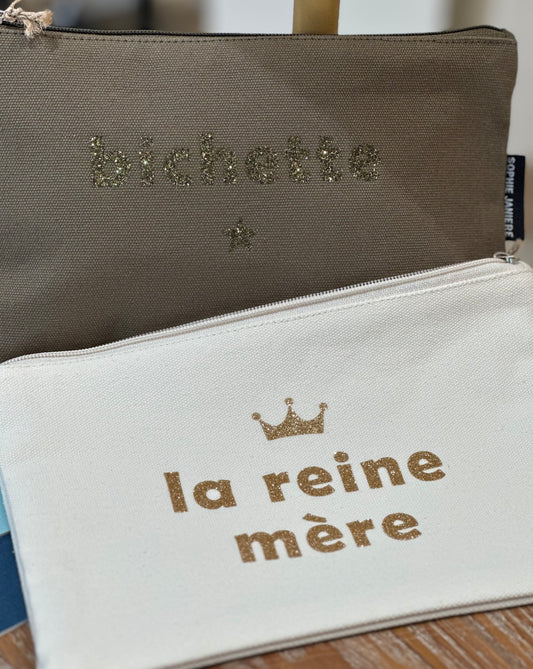 bichette
SOPHIE JANIÈRE
la reine
mère